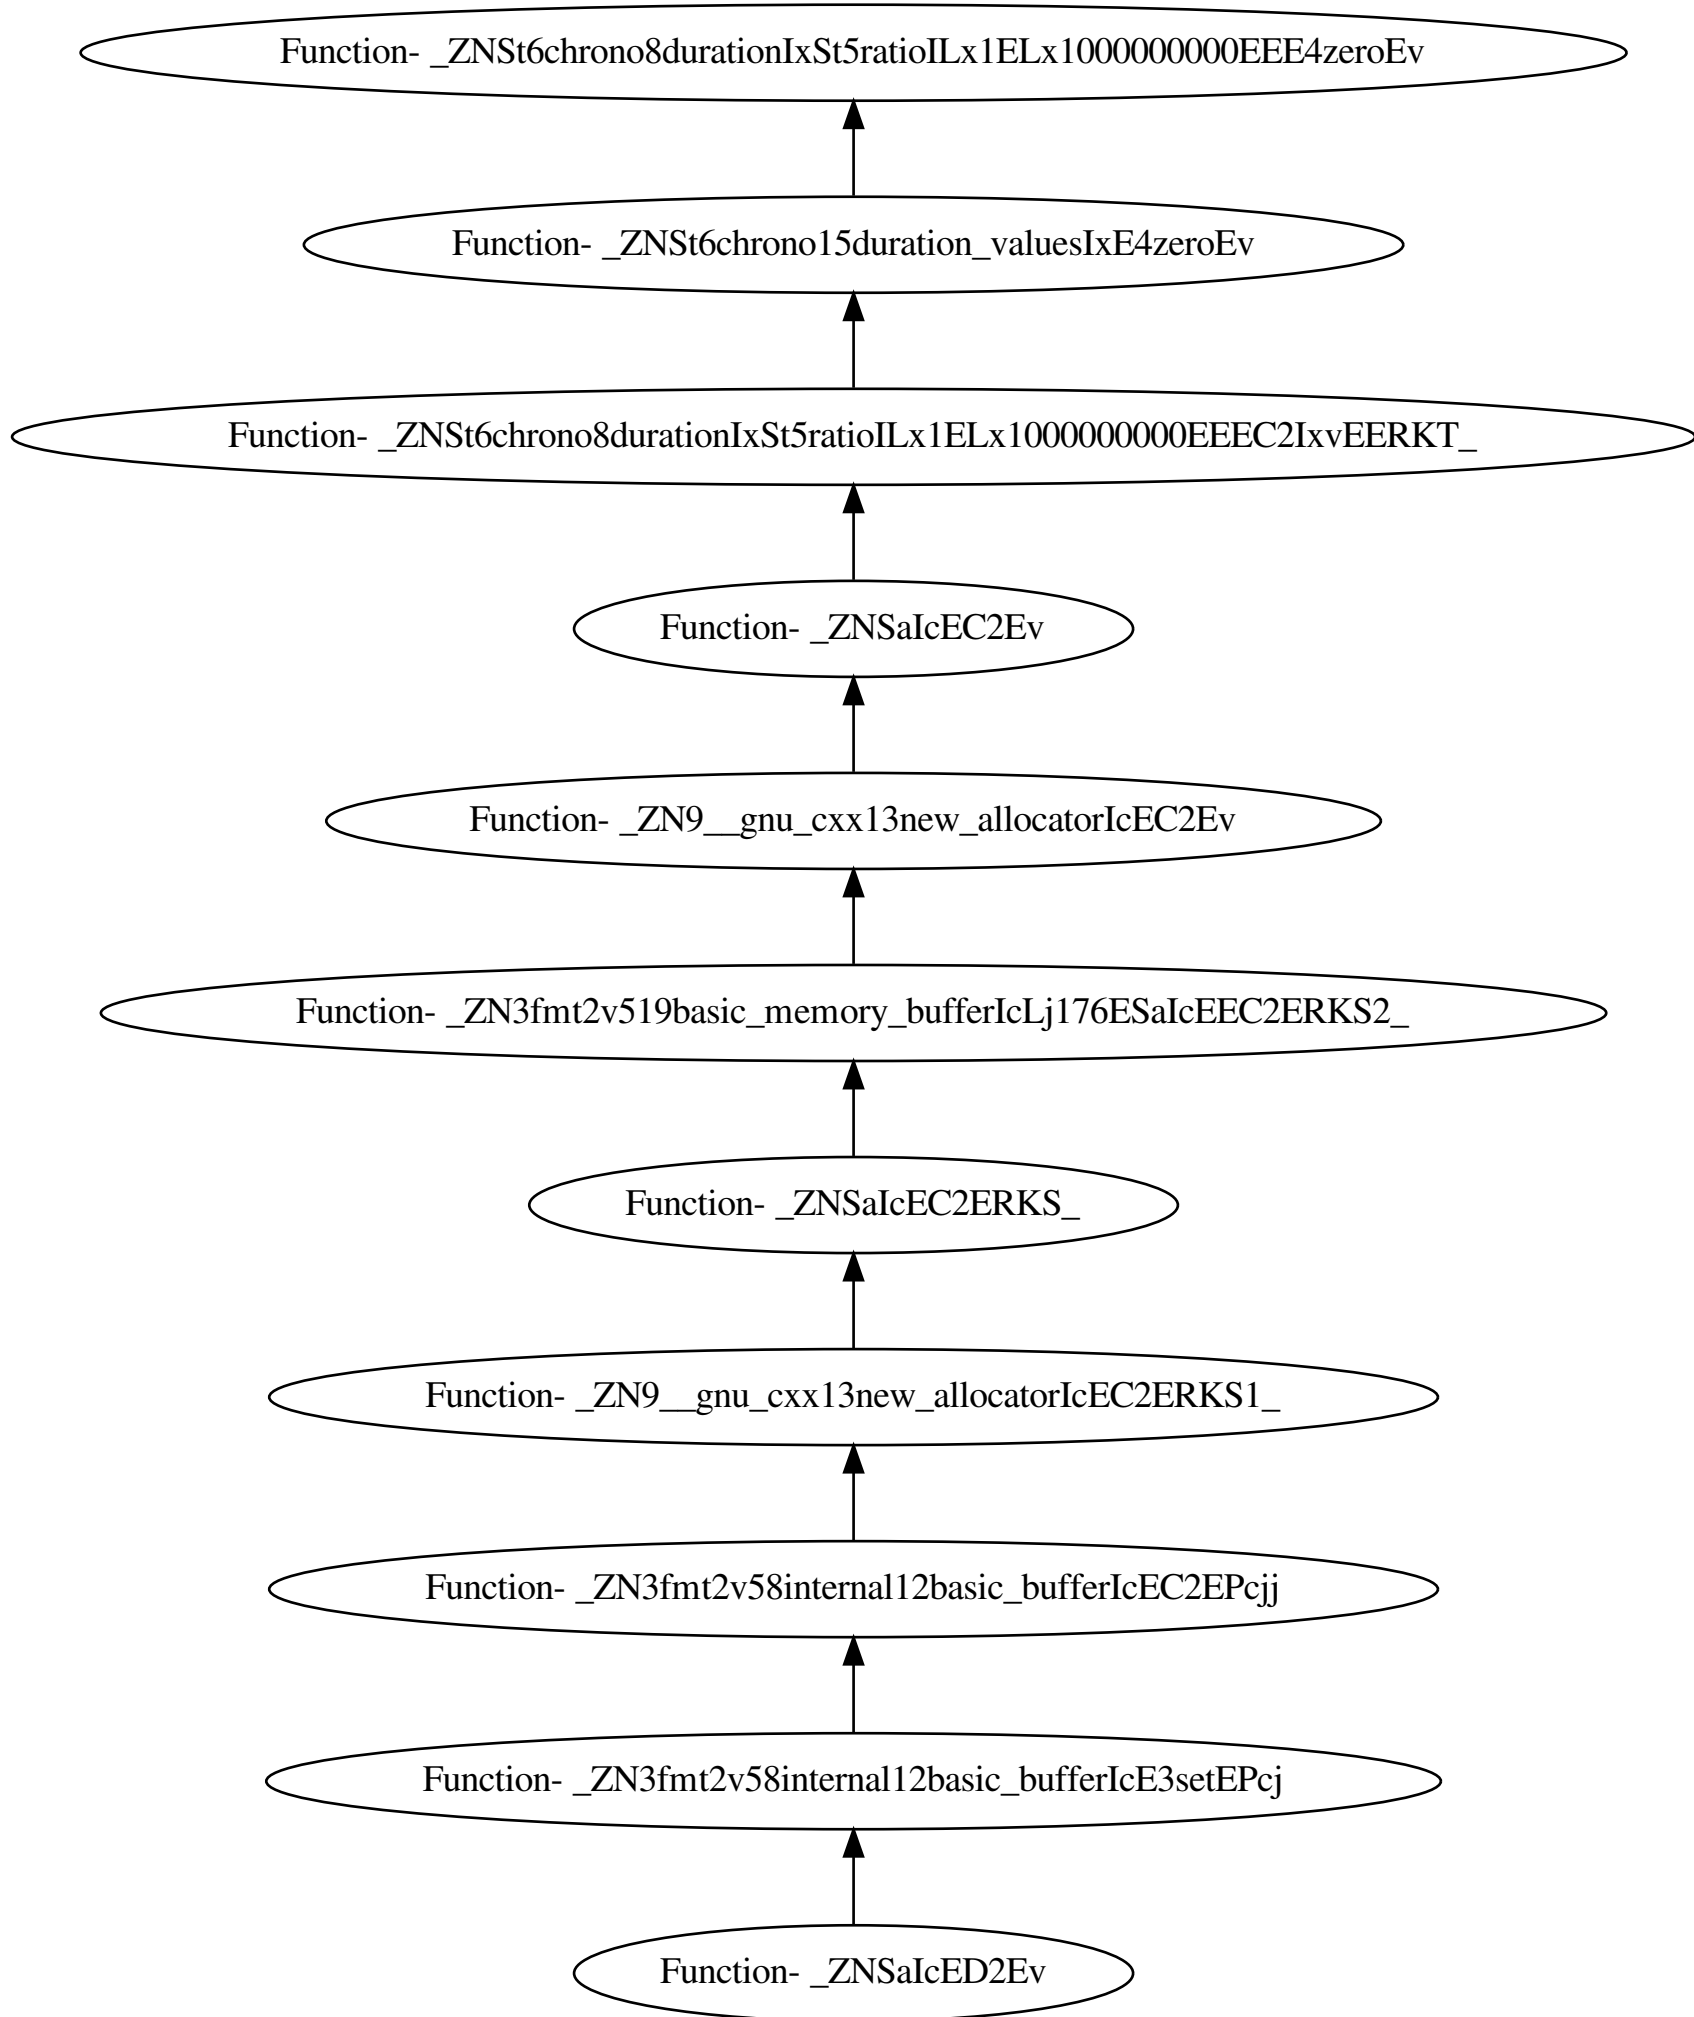 Function- _ZNSt6chrono8durationIxSt5ratioILx1ELx1000000000EEE4zeroEv
Function- _ZNSt6chrono15duration_valuesIxE4zeroEv
Function- _ZNSt6chrono8durationIxSt5ratioILx1ELx1000000000EEEC2IxvEERKT_
Function- _ZNSaIcEC2Ev
Function- _ZN9__gnu_cxx13new_allocatorIcEC2Ev
Function- _ZN3fmt2v519basic_memory_bufferIcLj176ESaIcEEC2ERKS2_
Function- _ZNSaIcEC2ERKS_
Function- _ZN9__gnu_cxx13new_allocatorIcEC2ERKS1_
Function- _ZN3fmt2v58internal12basic_bufferIcEC2EPcjj
Function- _ZN3fmt2v58internal12basic_bufferIcE3setEPcj
Function- _ZNSaIcED2Ev